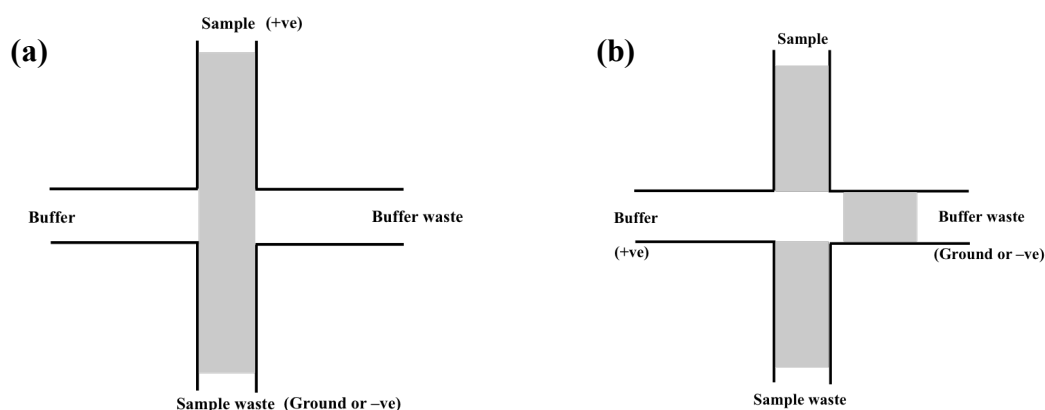 (a)
Sample (+ve)
Buffer
Buffer waste
Sample waste (Ground or –ve)
(b)
Sample
Buffer
Buffer waste
(+ve)
(Ground or –ve)
Sample waste